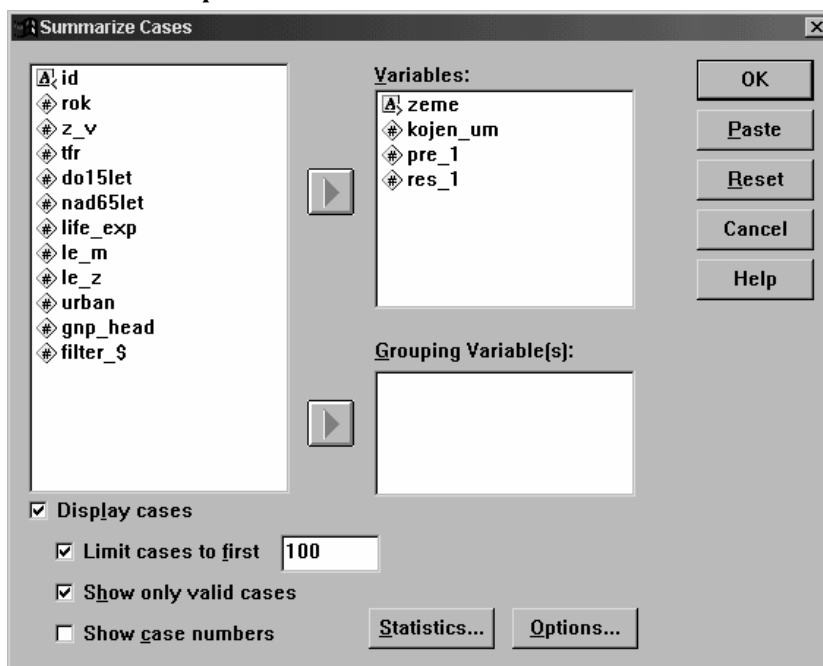 Summarize Cases
id
rok
z_v
tfr
do15let
nad65let
life_exp
le_m
le_z
urban
gnp_head
filter_$
Variables:
zeme
kojen_um
pre_1
res_1
Grouping Variable(s):
OK
Paste
Reset
Cancel
Help
Display cases
Limit cases to first 100
Show only valid cases
Show case numbers
Statistics...
Options...